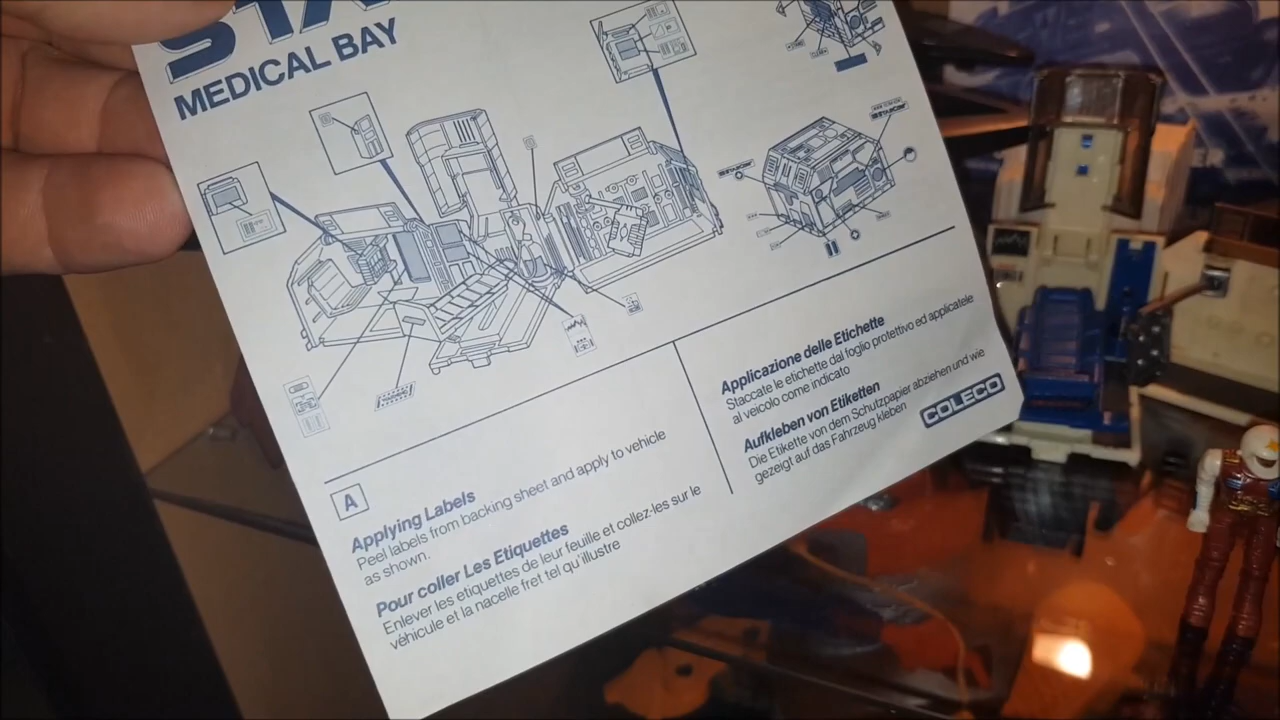 STA
MEDICAL BAY
STARCOM
A
Applying Labels
Peel labels from backing sheet and apply to vehicle
as shown.
Pour coller Les Etiquettes
Enlever les etiquettes de leur feuille et collez-les sur le
véhicule et la nacelle fret tel qu'illustre
Applicazione delle Etichette
Staccate le etichette dal foglio protettivo ed applicatele
al veicolo come indicato
Aufkleben von Etiketten
Die Etikette von dem Schutzpapier abziehen und wie
gezeigt auf das Fahrzeug kleben
COLECO